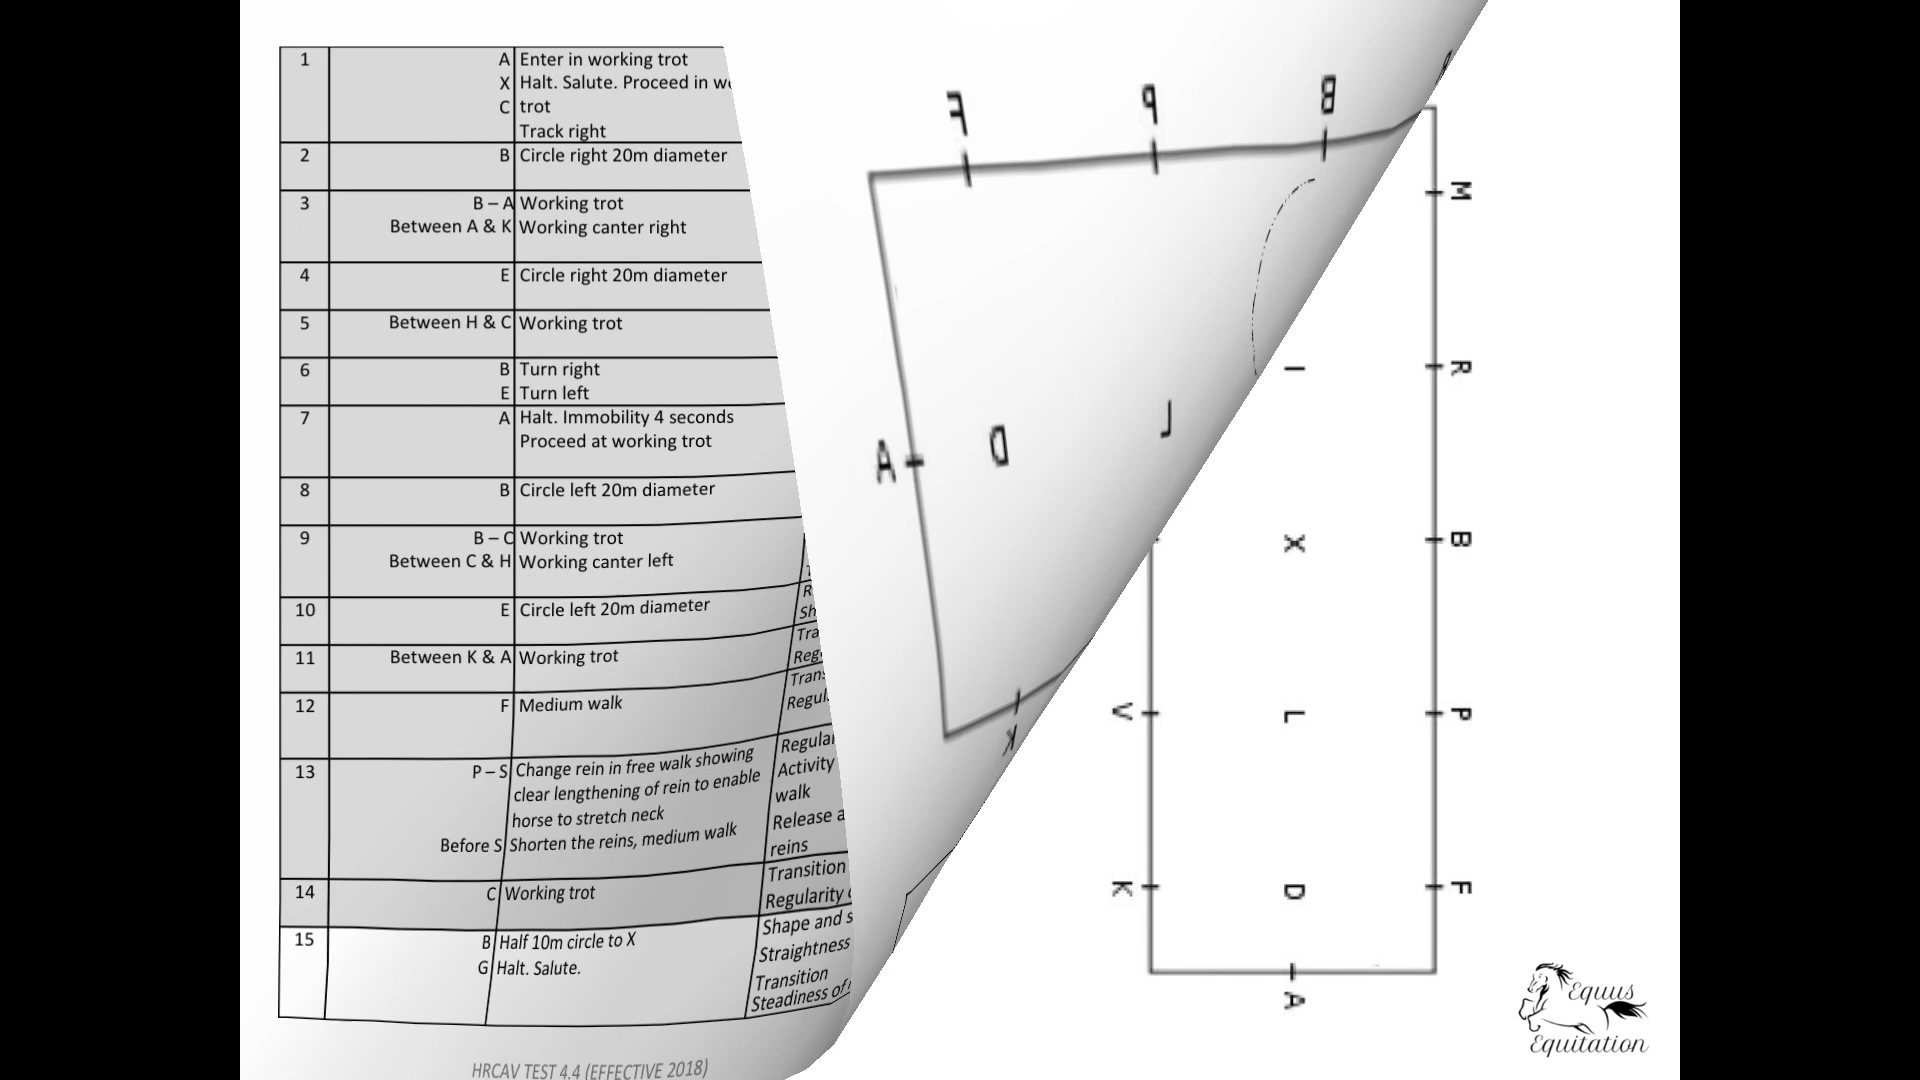 1 A Enter in working trot
X Halt. Salute. Proceed in
C trot
Track right
2 B Circle right 20m diameter
3 B – A Working trot
Between A & K Working canter right
4 E Circle right 20m diameter
5 Between H & C Working trot
6 B Turn right
E Turn left
7 A Halt. Immobility 4 seconds
Proceed at working trot
8 B Circle left 20m diameter
9 B – C Working trot
Between C & H Working canter left
10 E Circle left 20m diameter
11 Between K & A Working trot
12 F Medium walk
13 P – S Change rein in free walk showing
clear lengthening of rein to enable
horse to stretch neck
Before S Shorten the reins, medium walk
14 C Working trot
15 B Half 10m circle to X
G Halt. Salute.
Activity
walk
Release
reins
Transition
Regularity
Shape and
Straightness
Transition
Steadiness of
HRCAV TEST 4.4 (EFFECTIVE 2018)
F P B
A D L
K
M
I R
X B
V L P
K D F
A
Equus
Equitation